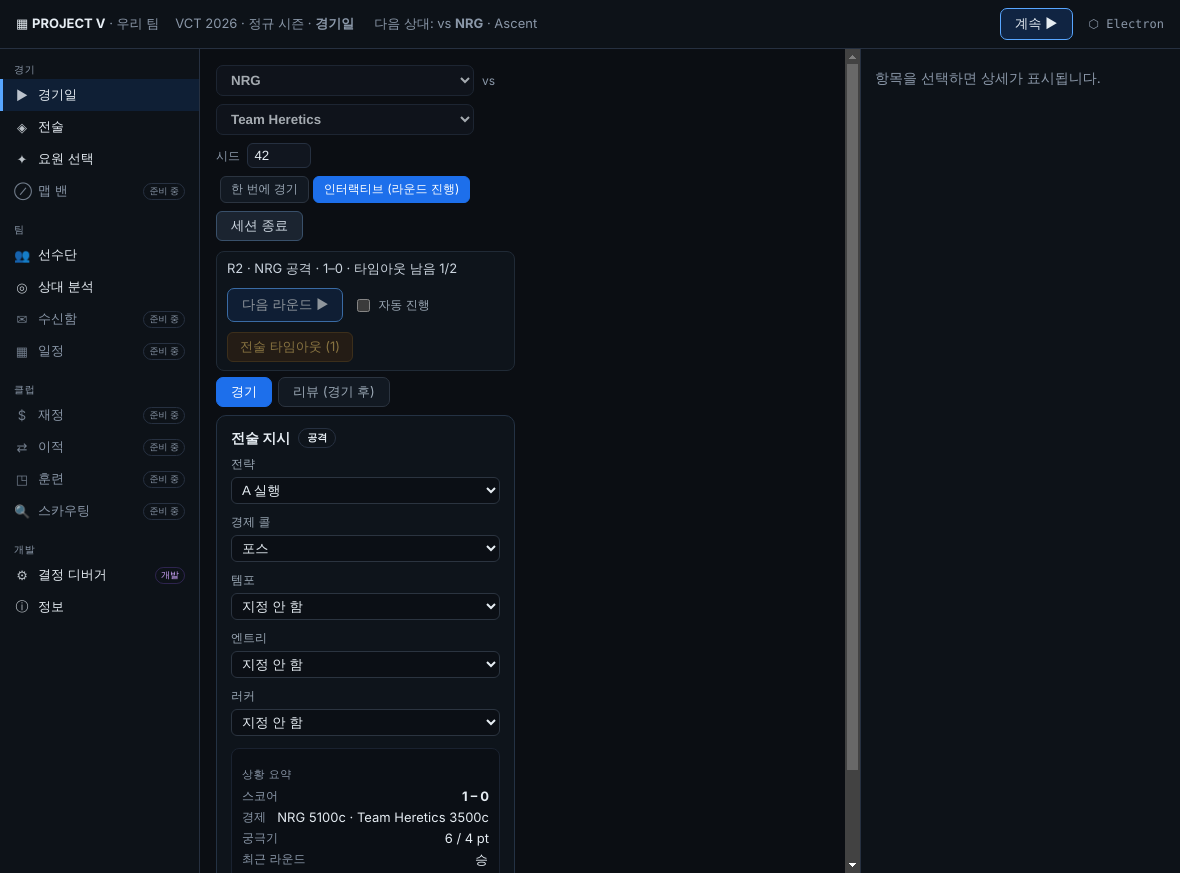 ▦ PROJECT V · 우리 팀 VCT 2026 · 정규 시즌 · 경기일 다음 상대: vs NRG · Ascent 계속 ▶ ⬡ Electron
경기
▶ 경기일
◈ 전술
✦ 요원 선택
맵 밴 준비 중
팀
👥 선수단
◎ 상대 분석
✉ 수신함 준비 중
▦ 일정 준비 중
클럽
$ 재정 준비 중
⇄ 이적 준비 중
◳ 훈련 준비 중
🔍 스카우팅 준비 중
개발
⚙ 결정 디버거 개발
ⓘ 정보
NRG vs
Team Heretics
시드 42
한 번에 경기 인터랙티브 (라운드 진행)
세션 종료
R2 · NRG 공격 · 1–0 · 타임아웃 남음 1/2
다음 라운드 ▶ 자동 진행
전술 타임아웃 (1)
경기 리뷰 (경기 후)
전술 지시 공격
전략
A 실행
경제 콜
포스
템포
지정 안 함
엔트리
지정 안 함
러커
지정 안 함
상황 요약
스코어 1 – 0
경제 NRG 5100c · Team Heretics 3500c
궁극기 6 / 4 pt
최근 라운드 승
항목을 선택하면 상세가 표시됩니다.